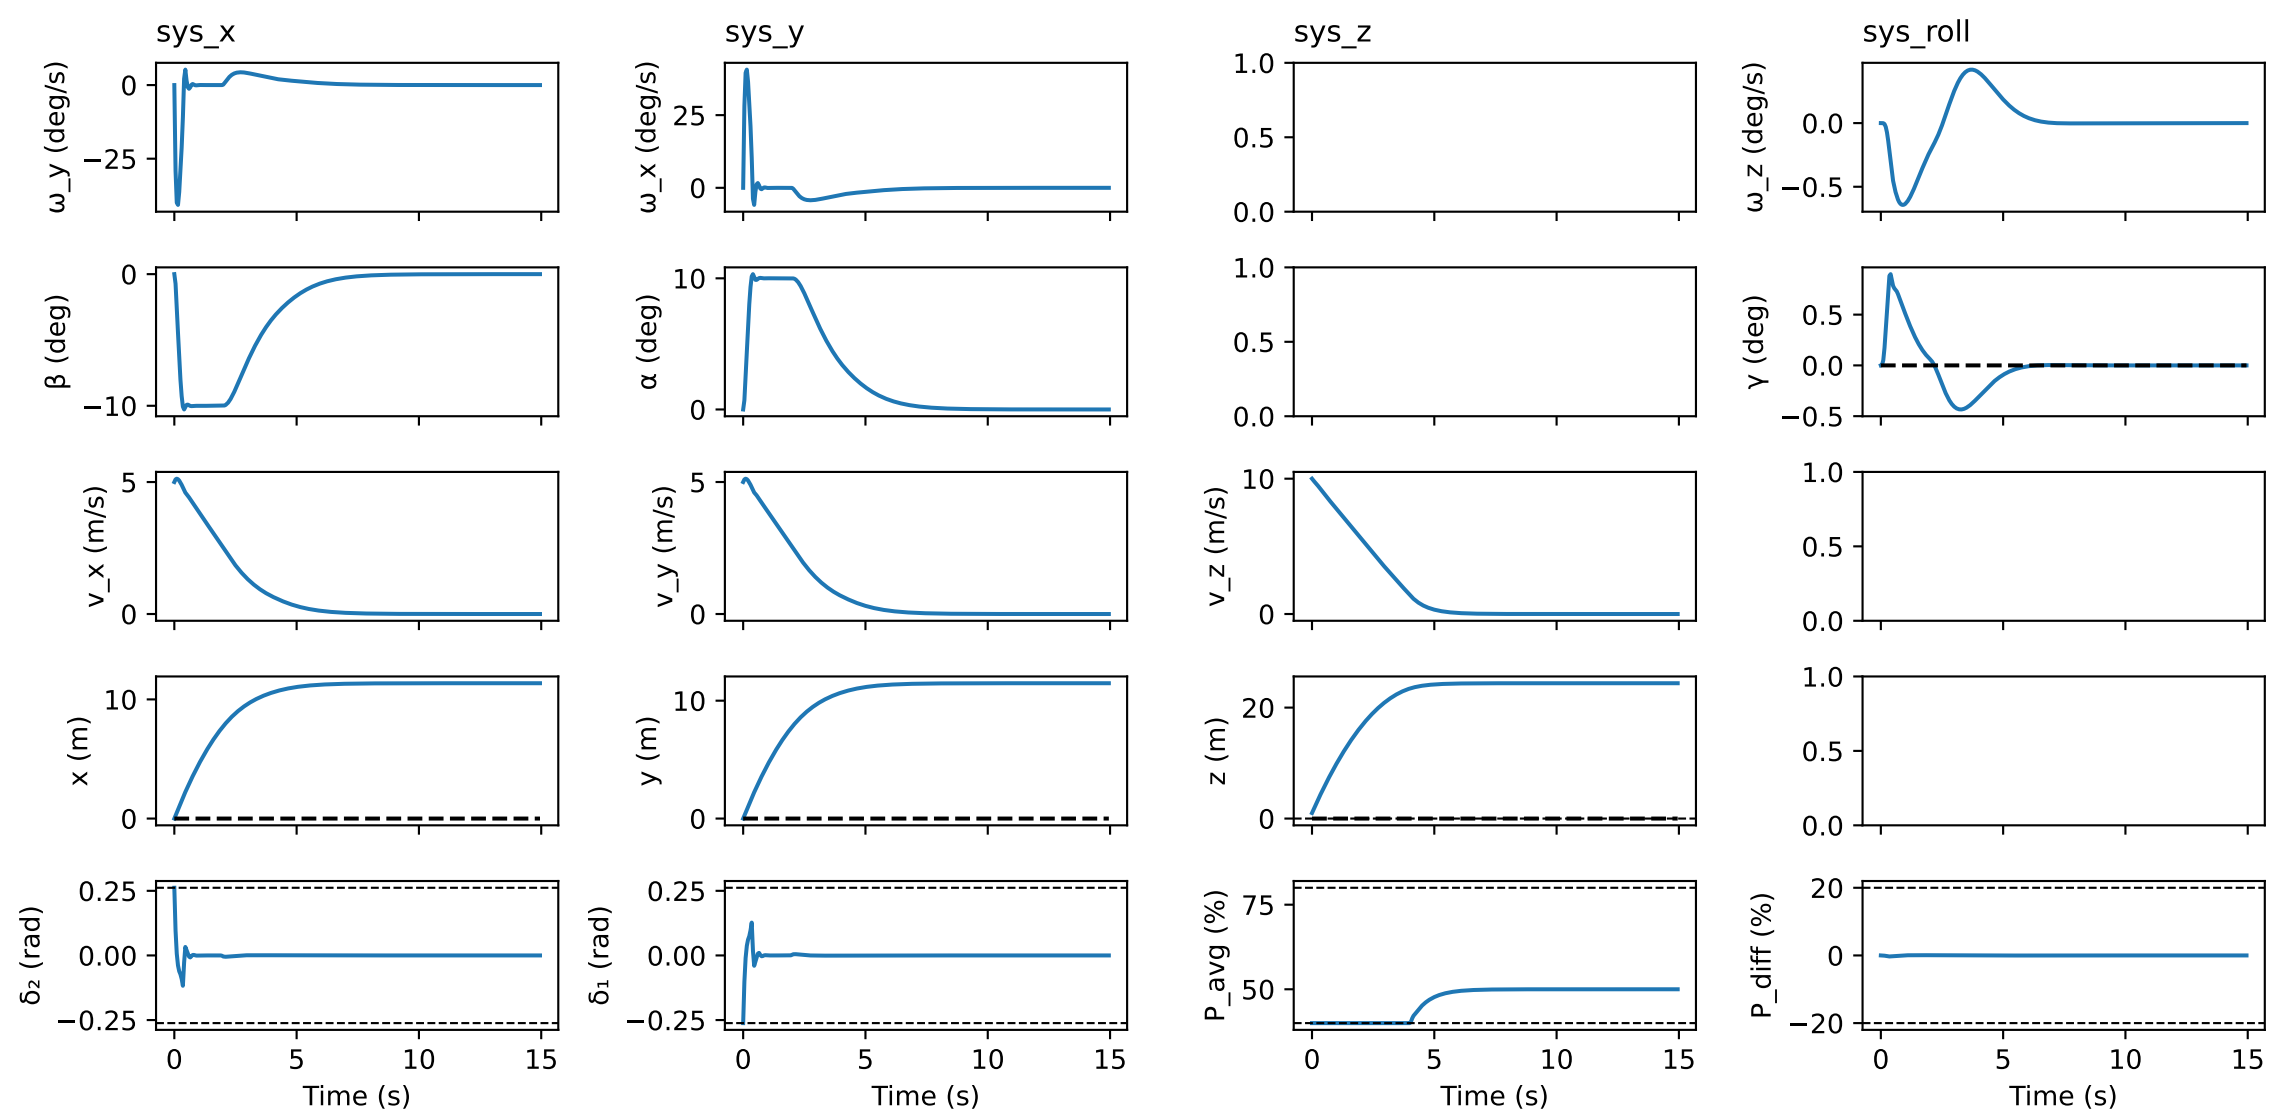 sys_x
sys_y
sys_z
sys_roll
ω_y (deg/s)
0
−25
ω_x (deg/s)
25
0
1.0
0.5
0.0
ω_z (deg/s)
0.0
−0.5
β (deg)
0
−10
α (deg)
10
0
1.0
0.5
0.0
γ (deg)
0.5
0.0
−0.5
v_x (m/s)
5
0
v_y (m/s)
5
0
v_z (m/s)
10
0
1.0
0.5
0.0
x (m)
10
0
y (m)
10
0
z (m)
20
0
1.0
0.5
0.0
δ₂ (rad)
0.25
0.00
−0.25
0 5 10 15
Time (s)
δ₁ (rad)
0.25
0.00
−0.25
0 5 10 15
Time (s)
P_avg (%)
75
50
0 5 10 15
Time (s)
P_diff (%)
20
0
−20
0 5 10 15
Time (s)